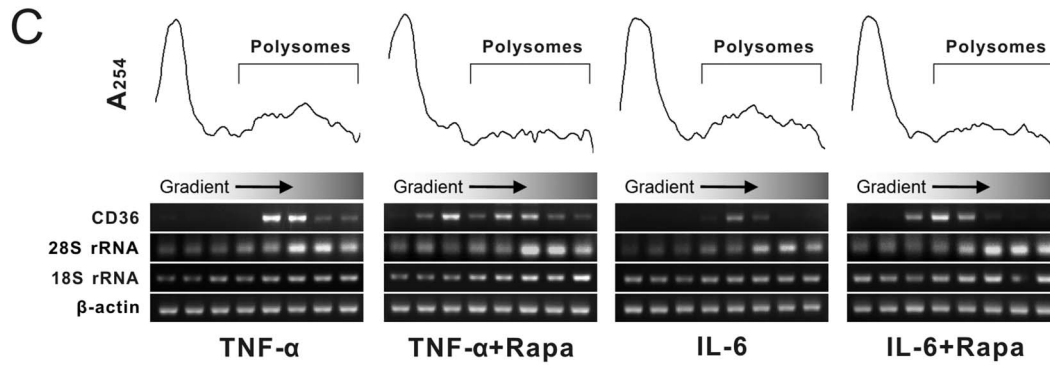 C
A254
Polysomes Polysomes Polysomes Polysomes
Gradient Gradient Gradient Gradient
CD36
28S rRNA
18S rRNA
β-actin
TNF-α TNF-α+Rapa IL-6 IL-6+Rapa